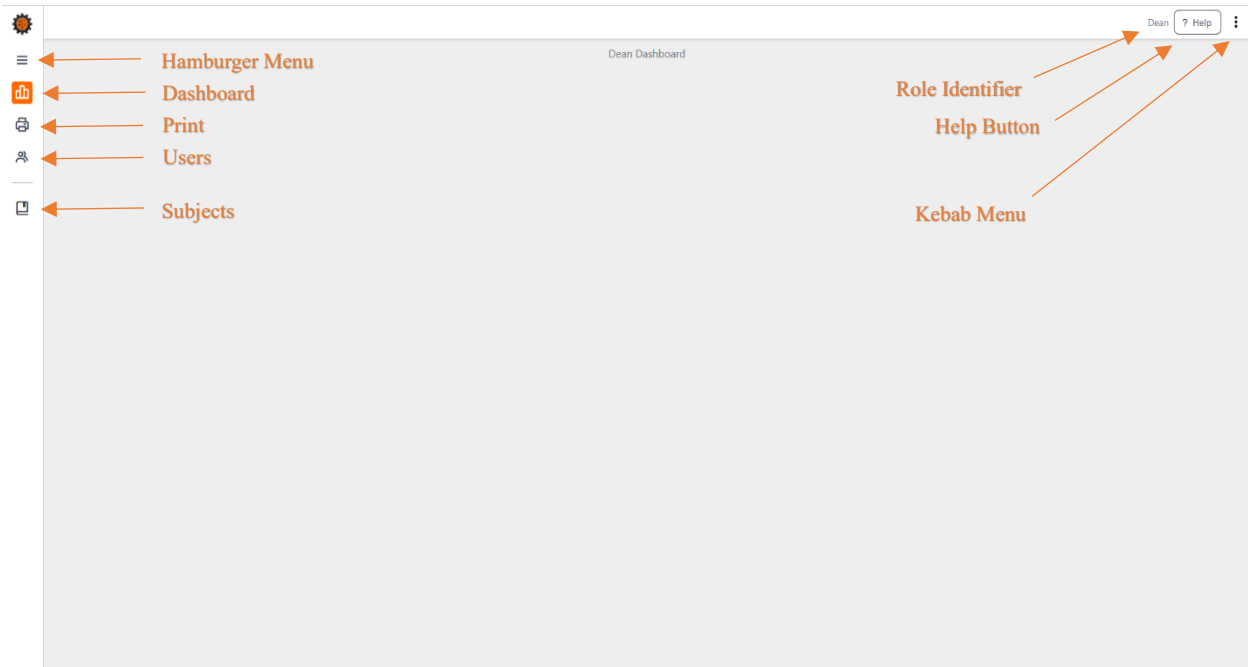 Dean
? Help
Dean Dashboard
Hamburger Menu
Dashboard
Print
Users
Subjects
Role Identifier
Help Button
Kebab Menu